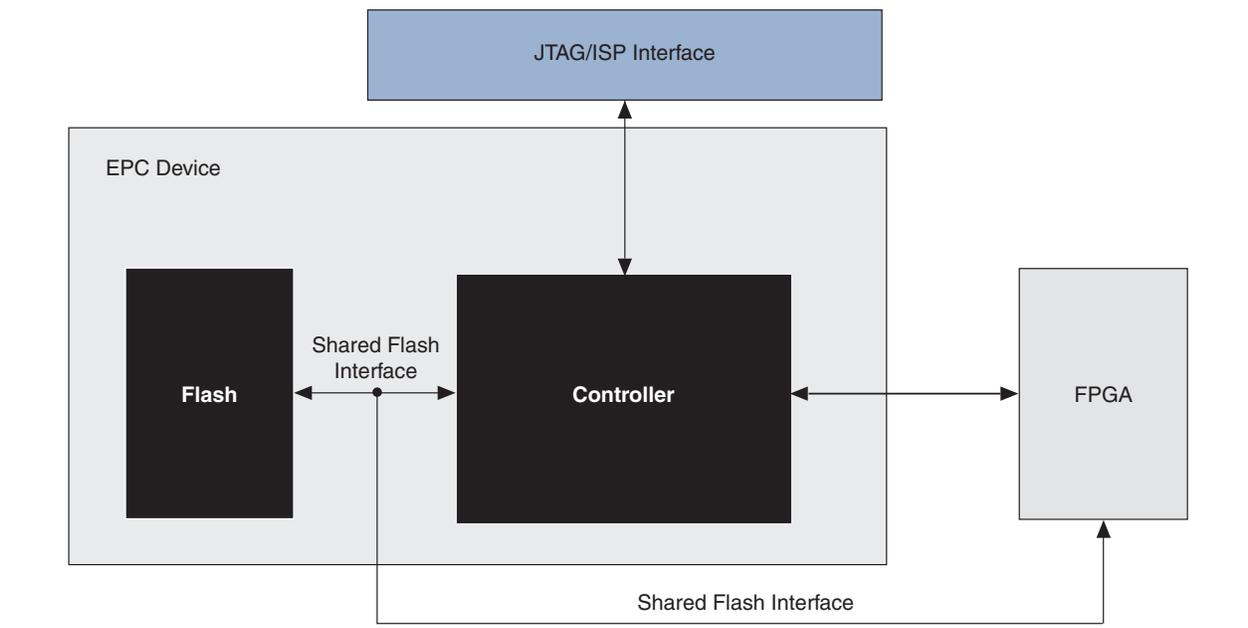 JTAG/ISP Interface
EPC Device
Shared Flash
Interface
Flash
Controller
FPGA
Shared Flash Interface